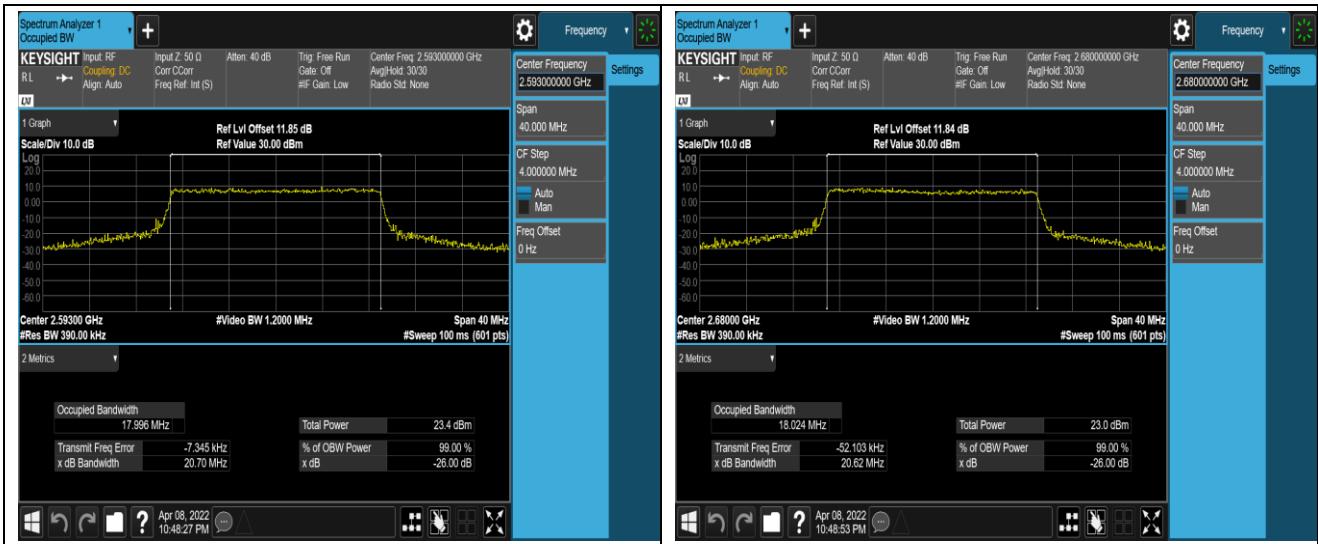 Spectrum Analyzer 1
Occupied BW
Frequency
KEYSIGHT
RL
LXI
Input: RF
Coupling: DC
Align: Auto
Input Z: 50 Ω
Corr CCorr
Freq Ref: Int (S)
Atten: 40 dB
Trig: Free Run
Gate: Off
#IF Gain: Low
Center Freq: 2.593000000 GHz
Avg|Hold: 30/30
Radio Std: None
Center Frequency
2.593000000 GHz
Settings
Span
40.000 MHz
CF Step
4.000000 MHz
Auto
Man
Freq Offset
0 Hz
1 Graph
Scale/Div 10.0 dB
Ref Lvl Offset 11.85 dB
Ref Value 30.00 dBm
Log
20.0
10.0
0.00
-10.0
-20.0
-30.0
-40.0
-50.0
-60.0
Center 2.59300 GHz
#Video BW 1.2000 MHz
Span 40 MHz
#Res BW 390.00 kHz
#Sweep 100 ms (601 pts)
2 Metrics
Occupied Bandwidth
17.996 MHz
Total Power 23.4 dBm
Transmit Freq Error -7.345 kHz
% of OBW Power 99.00 %
x dB Bandwidth 20.70 MHz
x dB -26.00 dB
?
Apr 08, 2022
10:48:27 PM
Spectrum Analyzer 1
Occupied BW
Frequency
KEYSIGHT
RL
LXI
Input: RF
Coupling: DC
Align: Auto
Input Z: 50 Ω
Corr CCorr
Freq Ref: Int (S)
Atten: 40 dB
Trig: Free Run
Gate: Off
#IF Gain: Low
Center Freq: 2.680000000 GHz
Avg|Hold: 30/30
Radio Std: None
Center Frequency
2.680000000 GHz
Settings
Span
40.000 MHz
CF Step
4.000000 MHz
Auto
Man
Freq Offset
0 Hz
1 Graph
Scale/Div 10.0 dB
Ref Lvl Offset 11.84 dB
Ref Value 30.00 dBm
Log
20.0
10.0
0.00
-10.0
-20.0
-30.0
-40.0
-50.0
-60.0
Center 2.68000 GHz
#Video BW 1.2000 MHz
Span 40 MHz
#Res BW 390.00 kHz
#Sweep 100 ms (601 pts)
2 Metrics
Occupied Bandwidth
18.024 MHz
Total Power 23.0 dBm
Transmit Freq Error -52.103 kHz
% of OBW Power 99.00 %
x dB Bandwidth 20.62 MHz
x dB -26.00 dB
?
Apr 08, 2022
10:48:53 PM